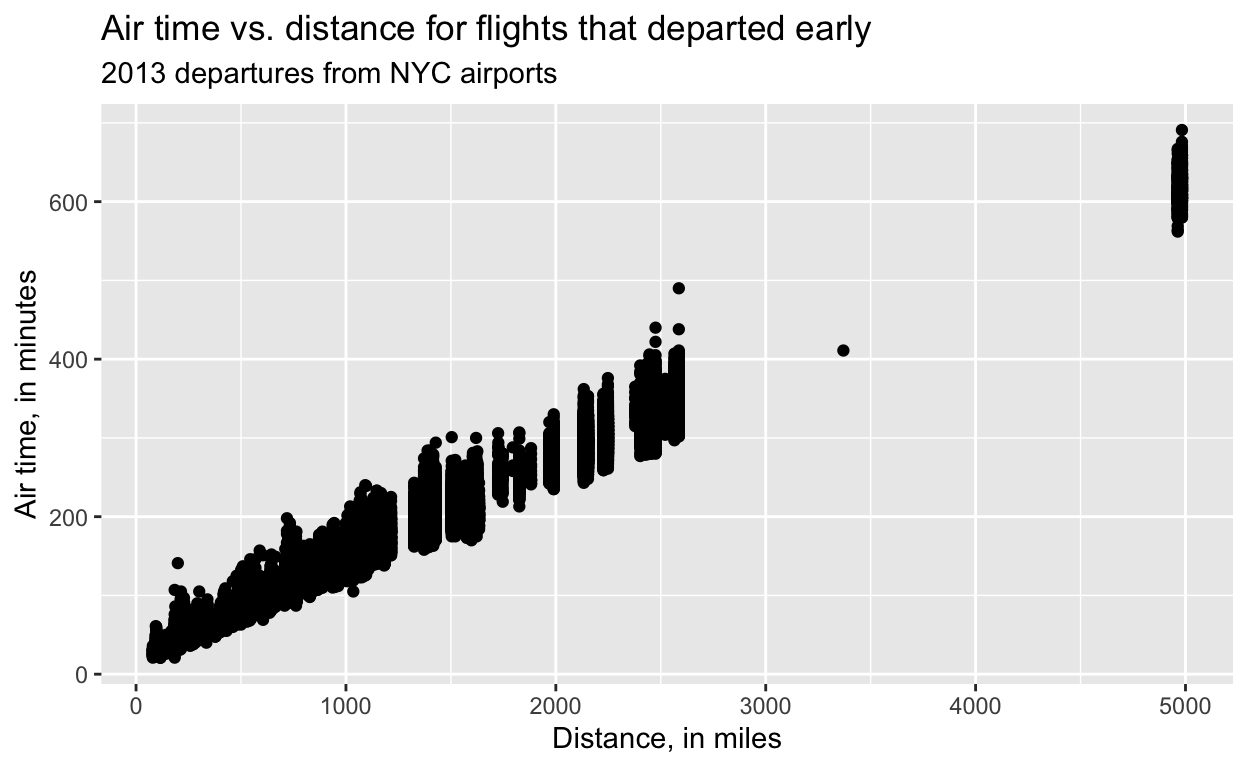 Air time vs. distance for flights that departed early
2013 departures from NYC airports
Air time, in minutes
600
400
200
0
0 1000 2000 3000 4000 5000
Distance, in miles